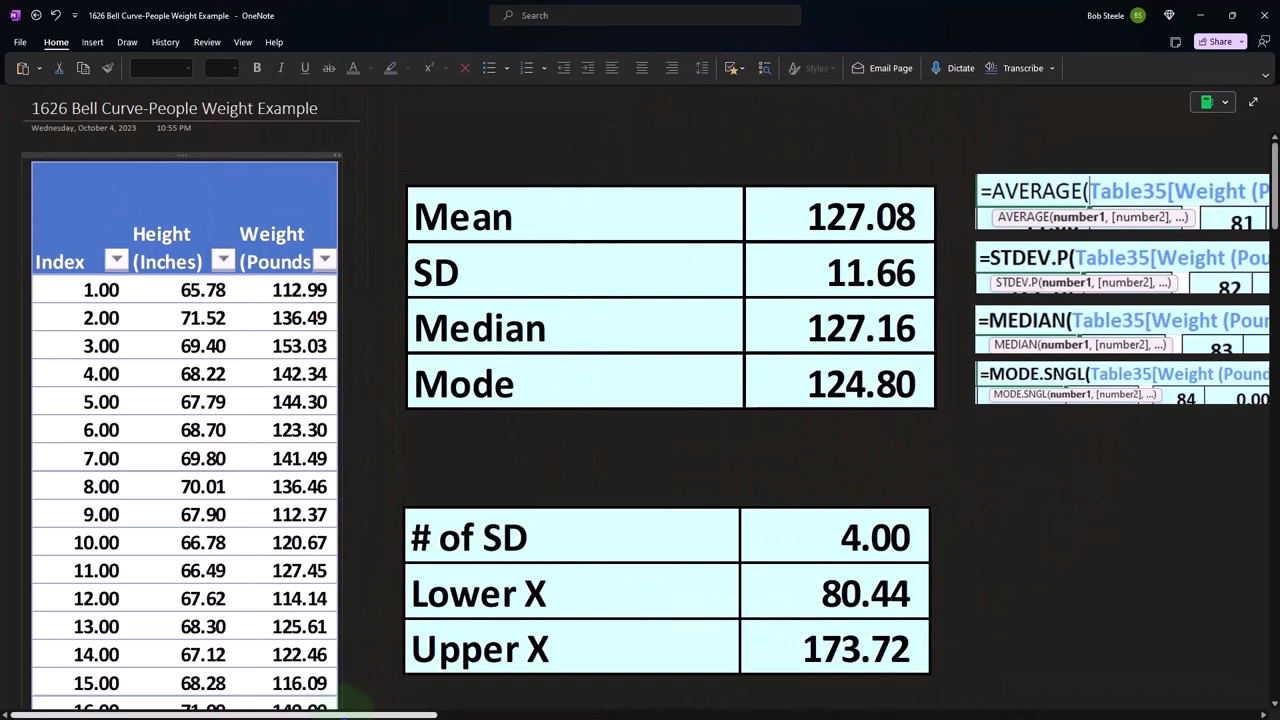 1626 Bell Curve-People Weight Example - OneNote
Search
Bob Steele
BS
File Home Insert Draw History Review View Help
Share
Email Page
Dictate
Transcribe
Styles
1626 Bell Curve-People Weight Example
Wednesday, October 4, 2023 10:55 PM
Index Height (Inches) Weight (Pounds
1.00 65.78 112.99
2.00 71.52 136.49
3.00 69.40 153.03
4.00 68.22 142.34
5.00 67.79 144.30
6.00 68.70 123.30
7.00 69.80 141.49
8.00 70.01 136.46
9.00 67.90 112.37
10.00 66.78 120.67
11.00 66.49 127.45
12.00 67.62 114.14
13.00 68.30 125.61
14.00 67.12 122.46
15.00 68.28 116.09
Mean 127.08
SD 11.66
Median 127.16
Mode 124.80
# of SD 4.00
Lower X 80.44
Upper X 173.72
=AVERAGE(Table35[Weight (P
AVERAGE(number1, [number2], ...) 81
=STDEV.P(Table35[Weight (Pou
STDEV.P(number1, [number2], ...) 82
=MEDIAN(Table35[Weight (Poun
MEDIAN(number1, [number2], ...) 83
=MODE.SNGL(Table35[Weight (Pound
MODE.SNGL(number1, [number2], ...) 84 0.00